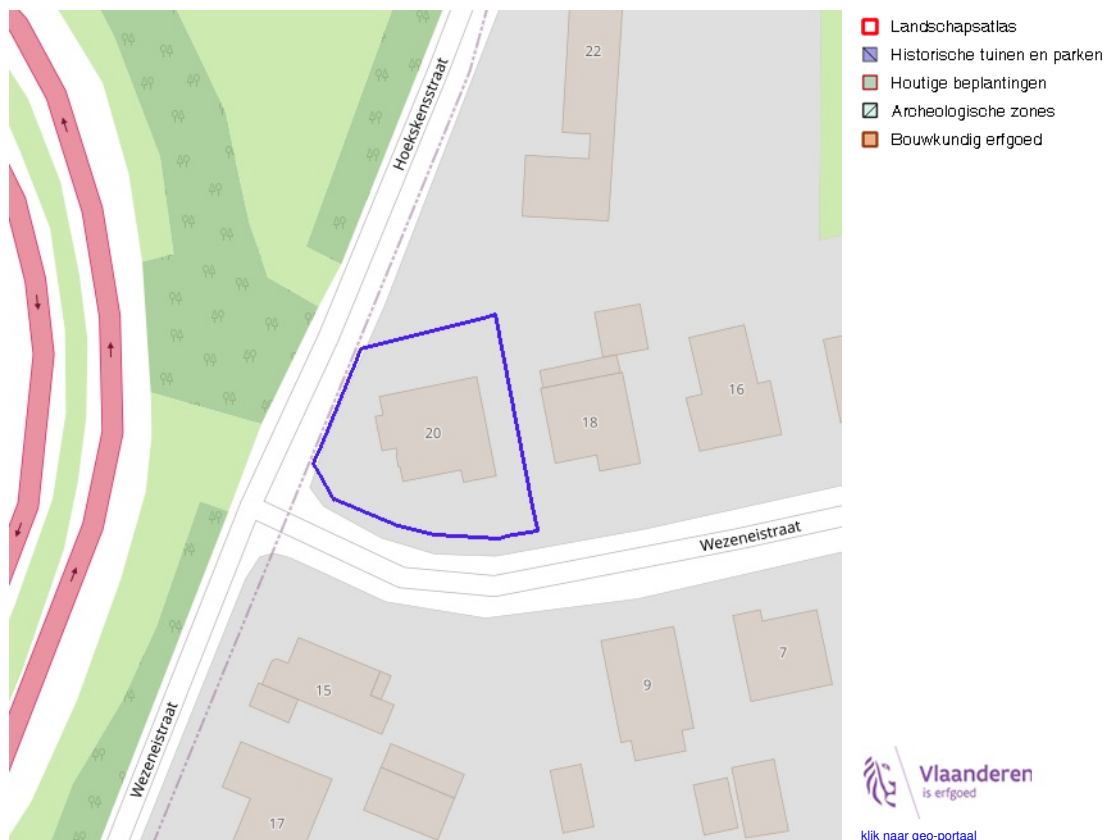 22
Hoekskensstraat
20
18
16
Wezeneistraat
15
9
7
17
Wezeneistraat
Landschapsatlas
Historische tuinen en parken
Houtige beplantingen
Archeologische zones
Bouwkundig erfgoed
Vlaanderen
is erfgoed
klik naar geo-portaal